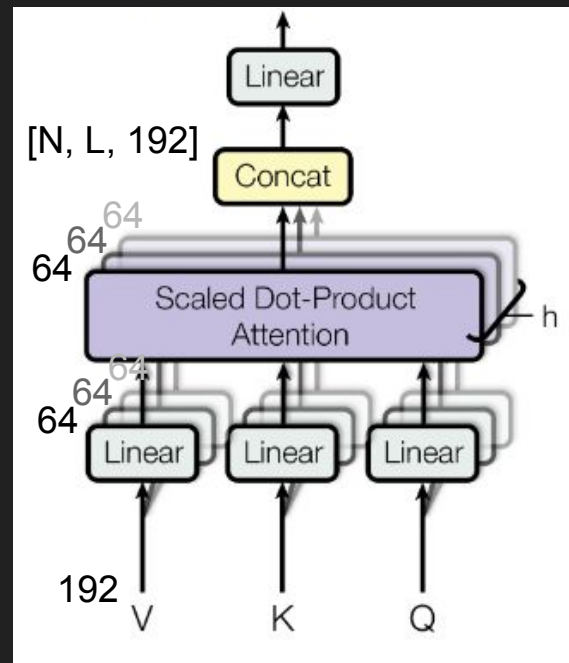 Linear
[N, L, 192]
Concat
64
64
64
Scaled Dot-Product
Attention
h
64
64
64
Linear
Linear
Linear
192
V
K
Q